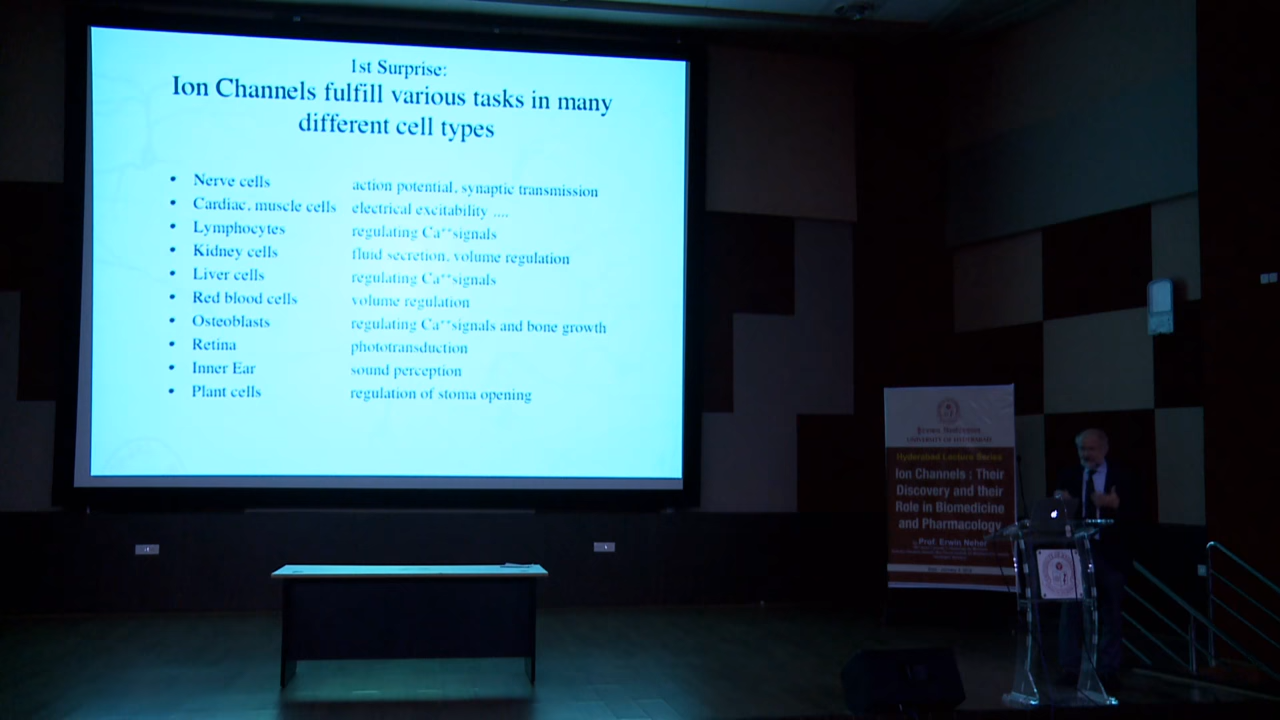 1st Surprise:
Ion Channels fulfill various tasks in many
different cell types
• Nerve cells action potential, synaptic transmission
• Cardiac, muscle cells electrical excitability ....
• Lymphocytes regulating Ca⁺⁺signals
• Kidney cells fluid secretion, volume regulation
• Liver cells regulating Ca⁺⁺signals
• Red blood cells volume regulation
• Osteoblasts regulating Ca⁺⁺signals and bone growth
• Retina phototransduction
• Inner Ear sound perception
• Plant cells regulation of stoma opening
UNIVERSITY OF HYDERABAD
Hyderabad Lecture Series
Ion Channels : Their
Discovery and their
Role in Biomedicine
and Pharmacology
by Prof. Erwin Neher